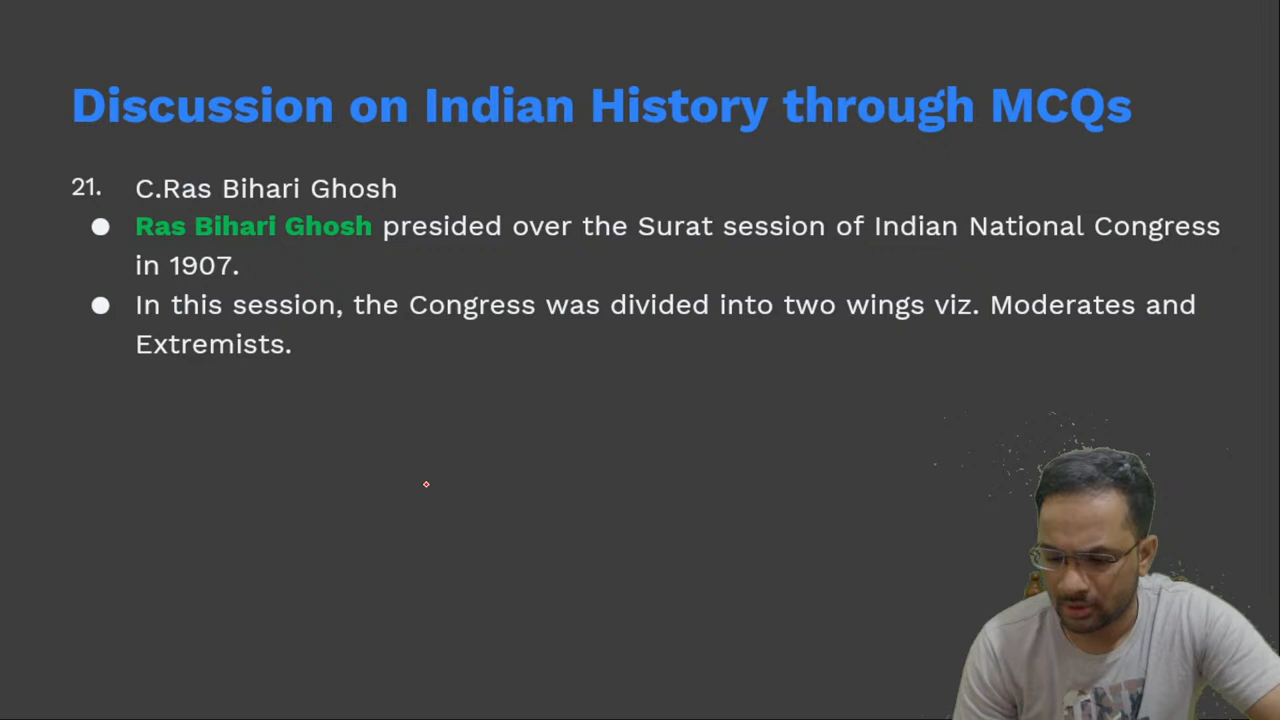 Discussion on Indian History through MCQs
21. C.Ras Bihari Ghosh
● Ras Bihari Ghosh presided over the Surat session of Indian National Congress
in 1907.
● In this session, the Congress was divided into two wings viz. Moderates and
Extremists.